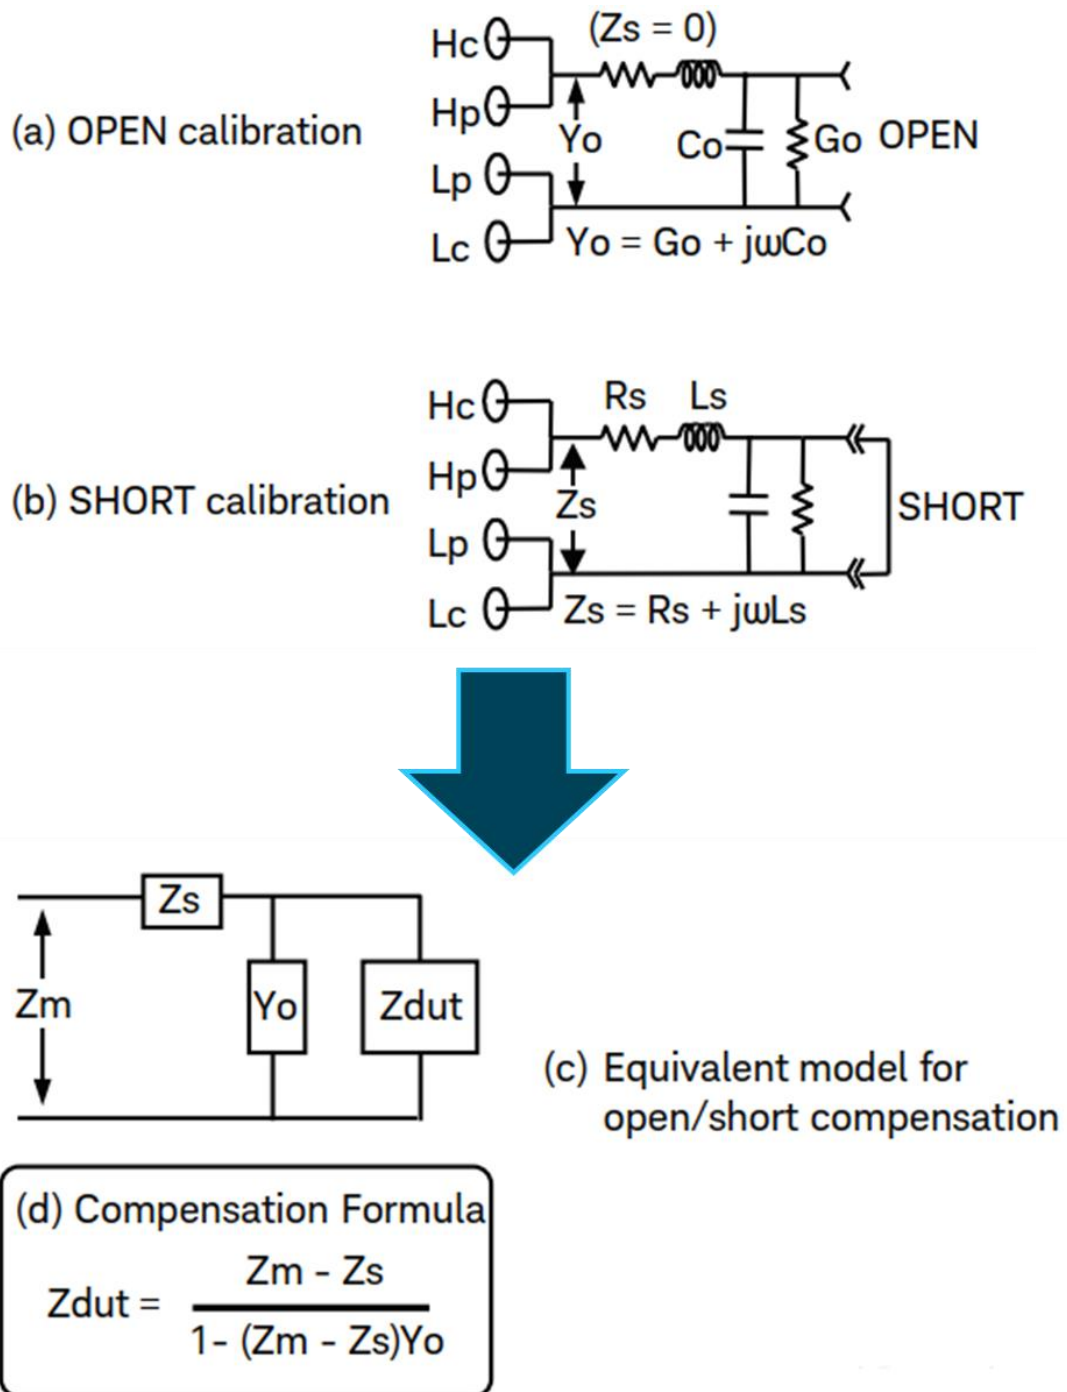 (Zs = 0)
Hc
Hp
(a) OPEN calibration
Yo
Co
Go
OPEN
Lp
Lc
Yo = Go + jωCo
Rs
Ls
Hc
Hp
(b) SHORT calibration
Zs
SHORT
Lp
Lc
Zs = Rs + jωLs
Zs
Zm
Yo
Zdut
(c) Equivalent model for
open/short compensation
(d) Compensation Formula
Zm - Zs
Zdut =
1- (Zm - Zs)Yo